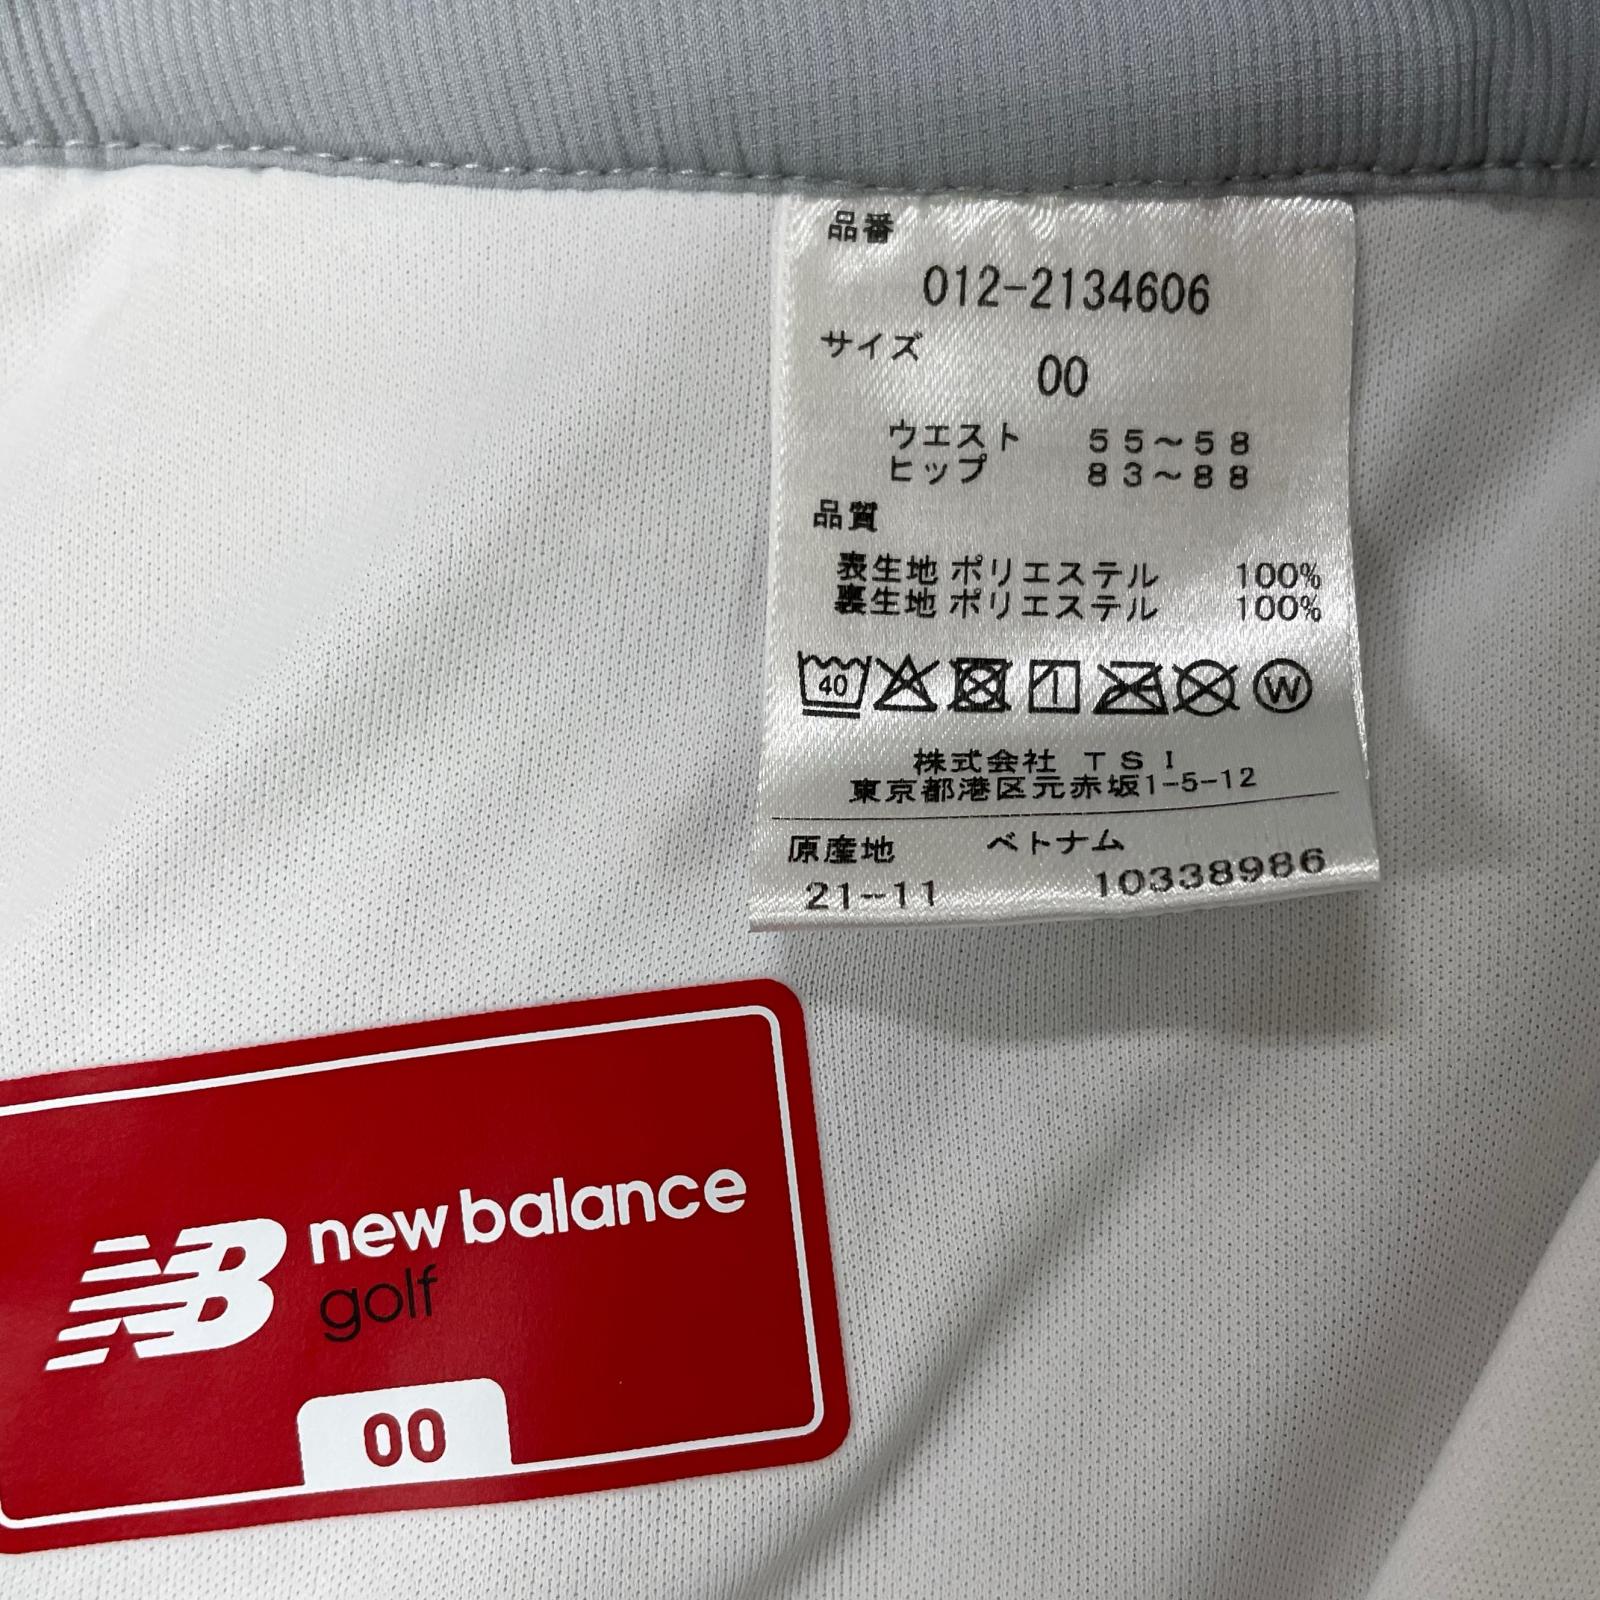 品番
012-2134606
サイズ
00
ウエスト 55～58
ヒップ 83～88
品質
表生地 ポリエステル 100%
裏生地 ポリエステル 100%
40 W
株式会社 TSI
東京都港区元赤坂1-5-12
原産地 ベトナム
21-11 10338986
NB new balance
golf
00